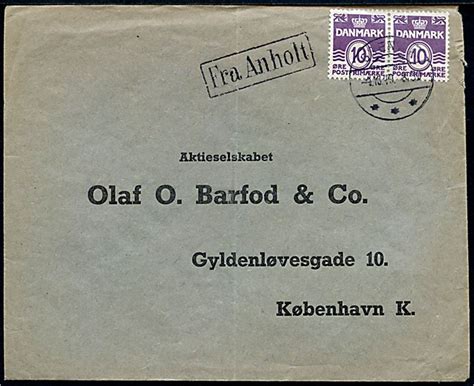 DANMARK DANMARK
10 10
ØRE ØRE
POSTFRIMÆRKE POSTFRIMÆRKE
Fra Anholt
Aktieselskabet
Olaf O. Barfod & Co.
Gyldenløvesgade 10.
København K.